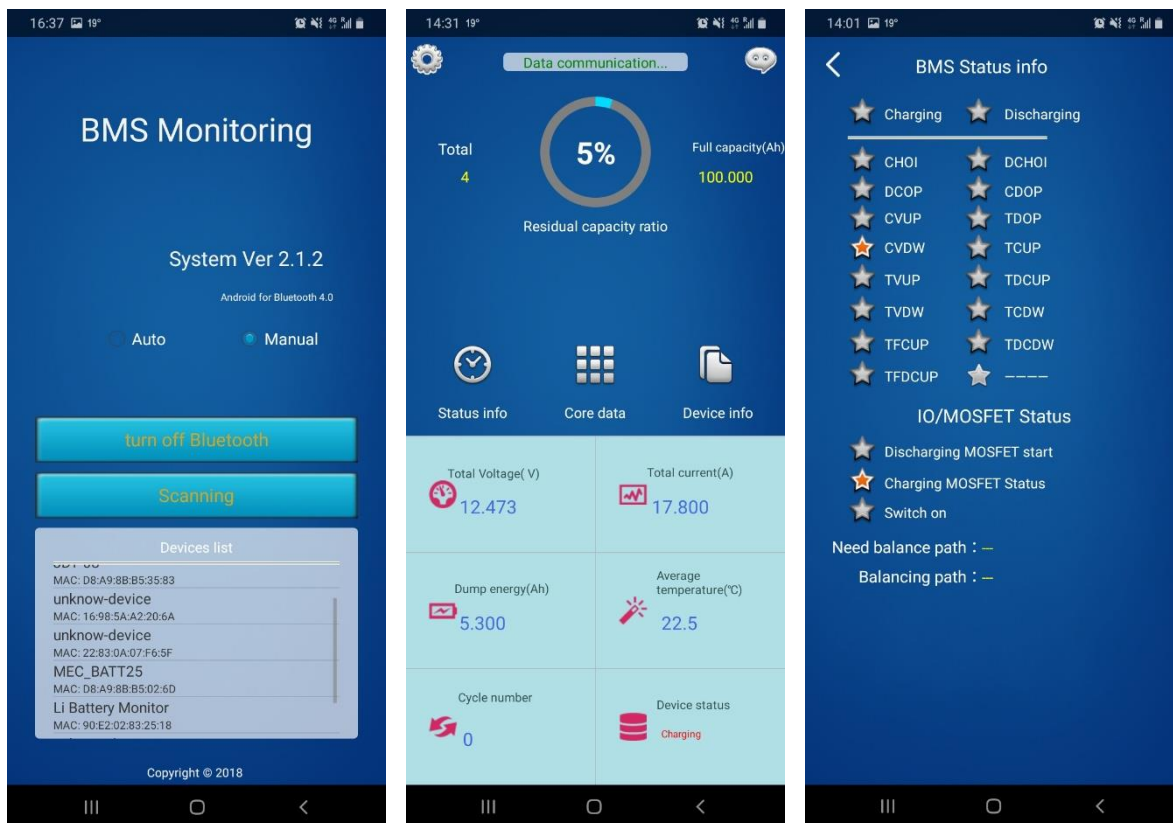 16:37 19°
4G R
BMS Monitoring
System Ver 2.1.2
Android for Bluetooth 4.0
Auto Manual
turn off Bluetooth
Scanning
Devices list
MAC: D8:A9:8B:B5:35:83
unknow-device
MAC: 16:98:5A:A2:20:6A
unknow-device
MAC: 22:83:0A:07:F6:5F
MEC_BATT25
MAC: D8:A9:8B:B5:02:6D
Li Battery Monitor
MAC: 90:E2:02:83:25:18
Copyright © 2018
14:31 19°
4G R
Data communication...
Total
4
5%
Full capacity(Ah)
100.000
Residual capacity ratio
Status info Core data Device info
Total Voltage( V)
12.473
Total current(A)
17.800
Dump energy(Ah)
5.300
Average
temperature(℃)
22.5
Cycle number
0
Device status
Charging
14:01 19°
4G R
BMS Status info
Charging Discharging
CHOI DCHOI
DCOP CDOP
CVUP TDOP
CVDW TCUP
TVUP TDCUP
TVDW TCDW
TFCUP TDCDW
TFDCUP ----
IO/MOSFET Status
Discharging MOSFET start
Charging MOSFET Status
Switch on
Need balance path : --
Balancing path : --